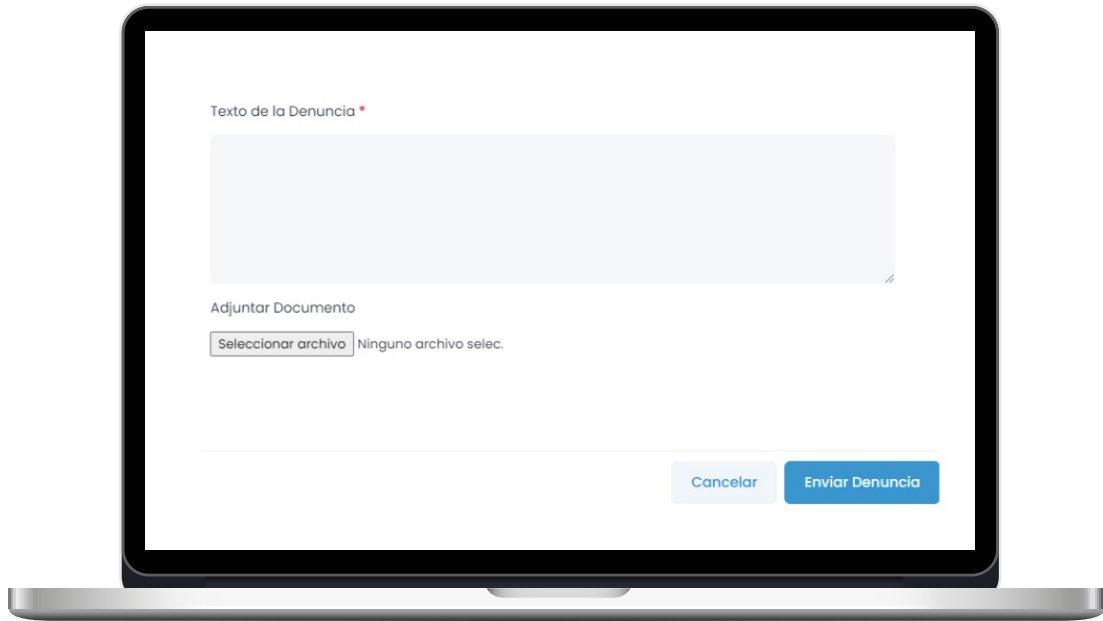 Texto de la Denuncia *
Adjuntar Documento
Seleccionar archivo Ninguno archivo selec.
Cancelar Enviar Denuncia